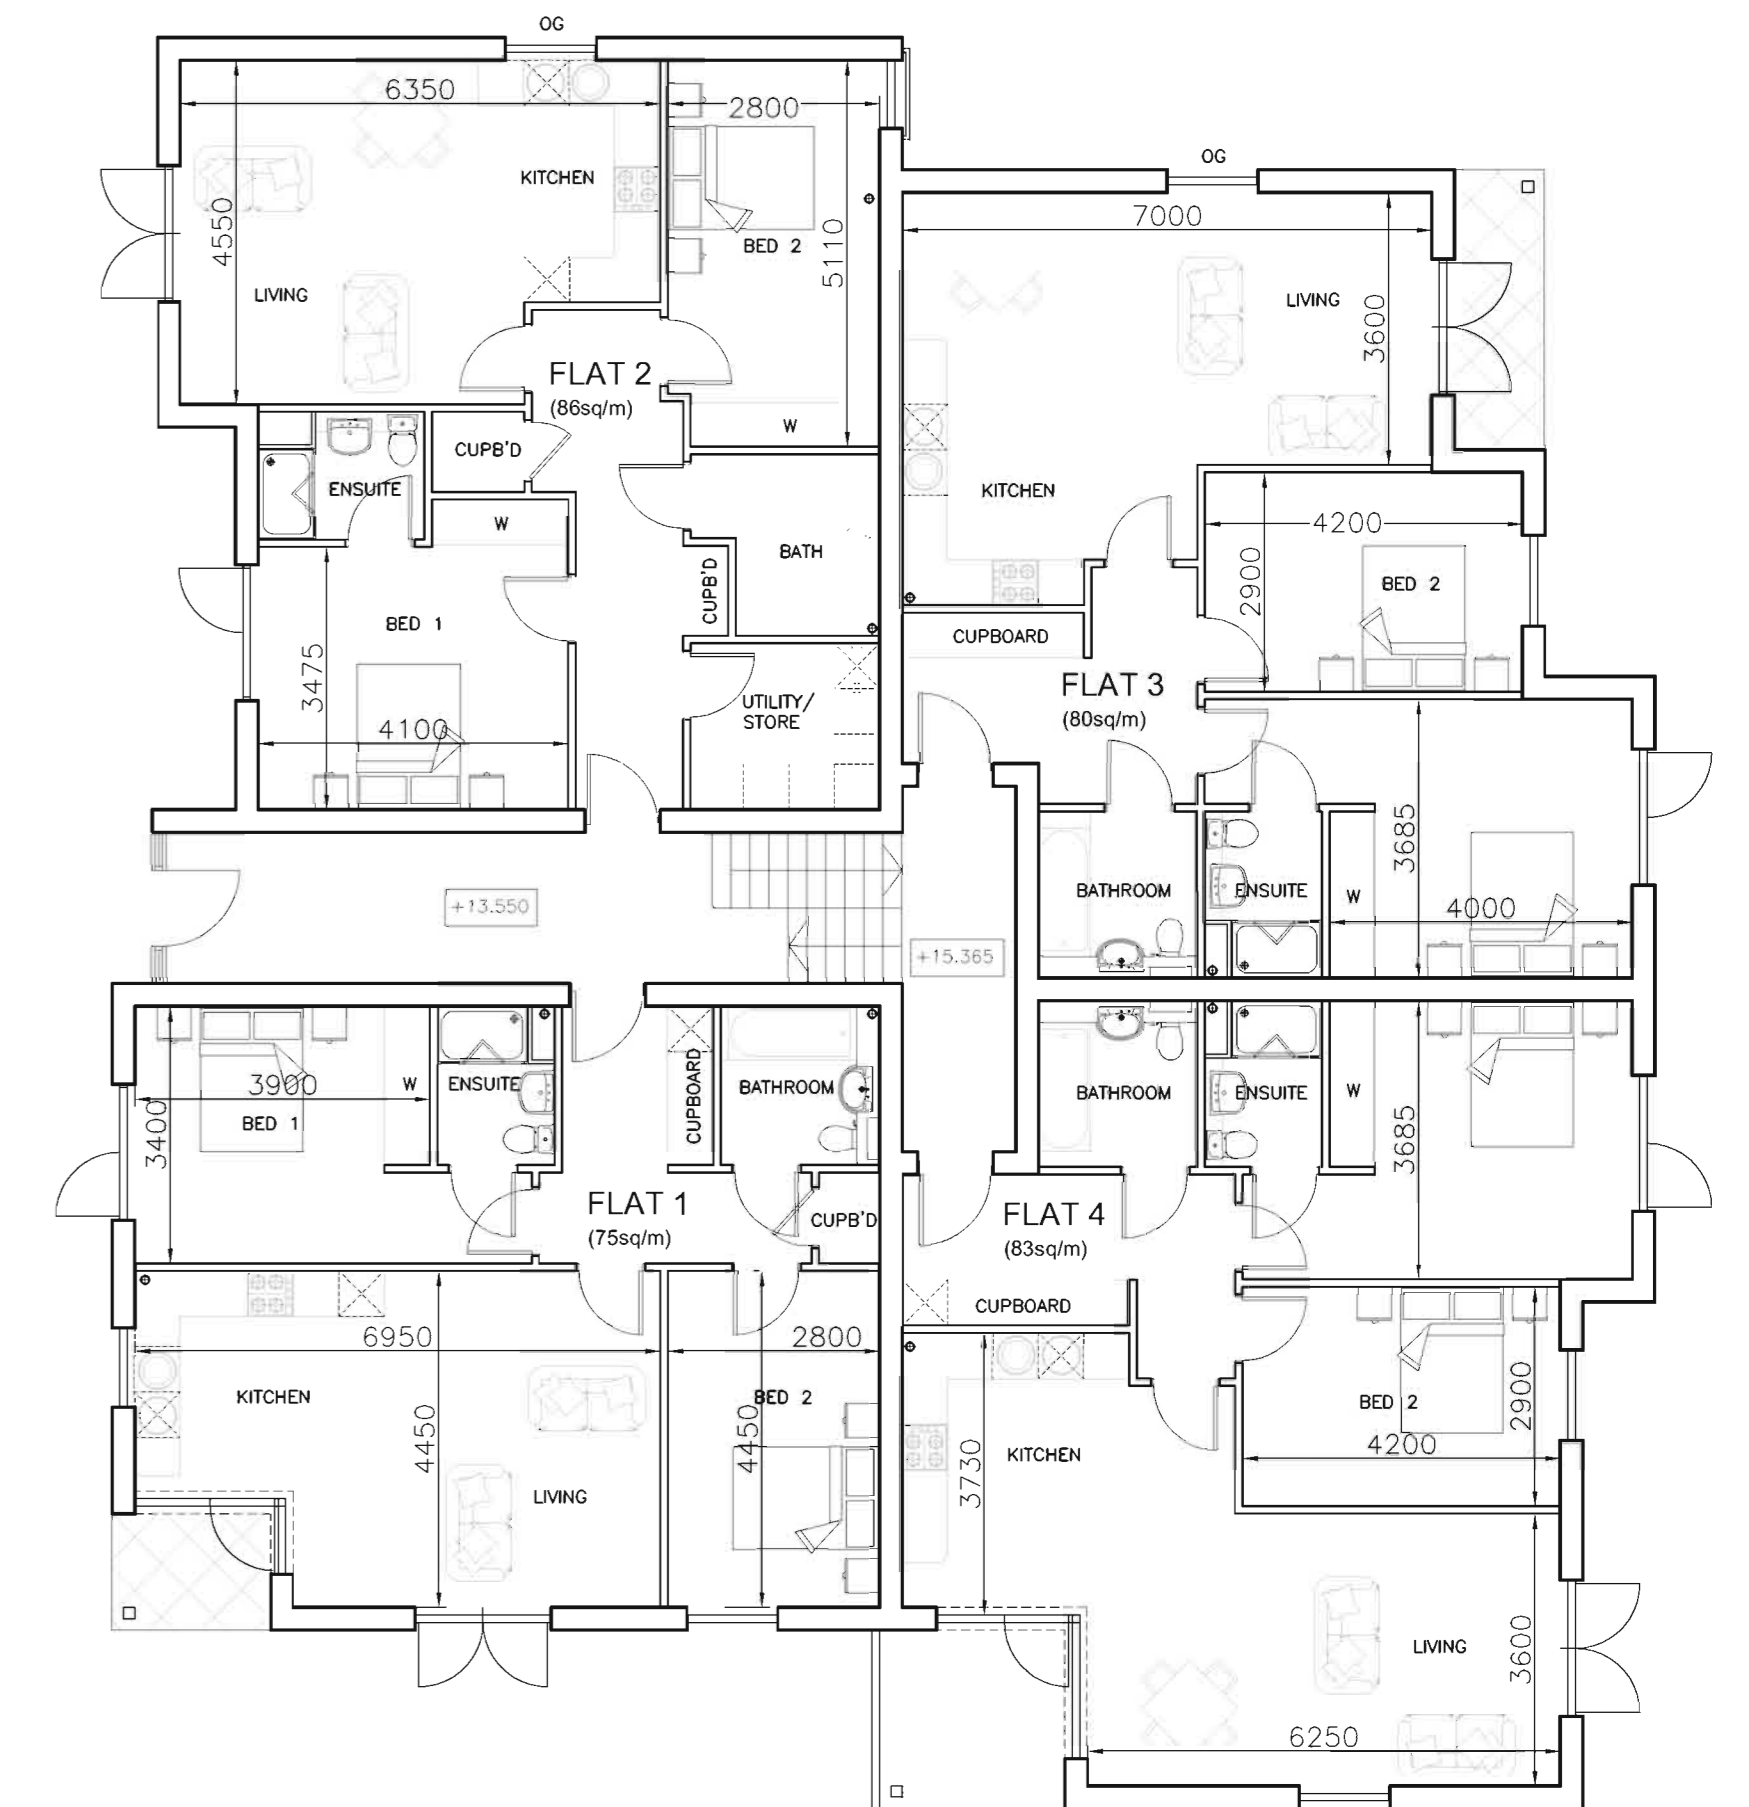 OG
6350
2800
KITCHEN
4550
BED 2
5110
LIVING
FLAT 2
(86sq/m)
W
CUPB'D
ENSUITE
W
BATH
CUPB'D
BED 1
3475
4100
UTILITY/
STORE
OG
7000
LIVING
3600
KITCHEN
4200
2900
BED 2
CUPBOARD
FLAT 3
(80sq/m)
3685
BATHROOM
ENSUITE
W
4000
+13.550
+15.365
3900
W
ENSUITE
BED 1
3400
CUPBOARD
BATHROOM
FLAT 1
(75sq/m)
CUPB'D
6950
2800
KITCHEN
BED 2
4450
4450
LIVING
BATHROOM
ENSUITE
W
3685
FLAT 4
(83sq/m)
CUPBOARD
BED 2
2900
4200
KITCHEN
3730
LIVING
3600
6250